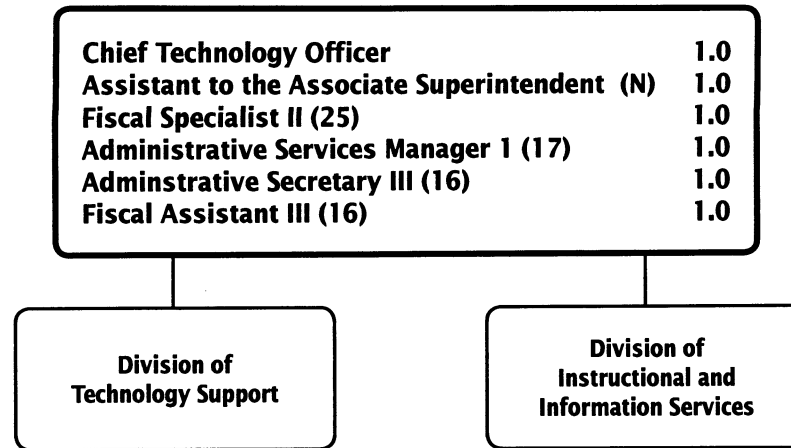 Chief Technology Officer 1.0
Assistant to the Associate Superintendent (N) 1.0
Fiscal Specialist II (25) 1.0
Administrative Services Manager 1 (17) 1.0
Adminstrative Secretary III (16) 1.0
Fiscal Assistant III (16) 1.0
Division of
Technology Support
Division of
Instructional and
Information Services